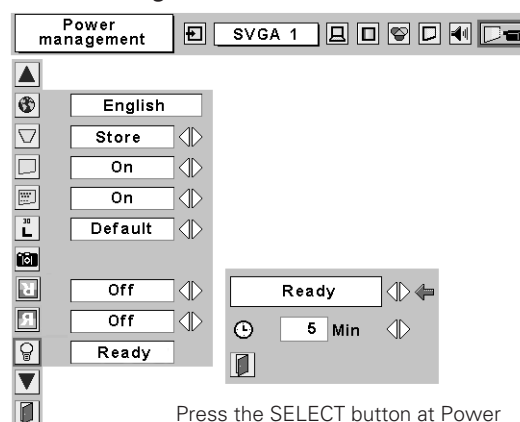 Power
management
SVGA 1
English
Store
On
On
30
L
Default
R
Off
Ready
R
Off
5 Min
Ready
Press the SELECT button at Power